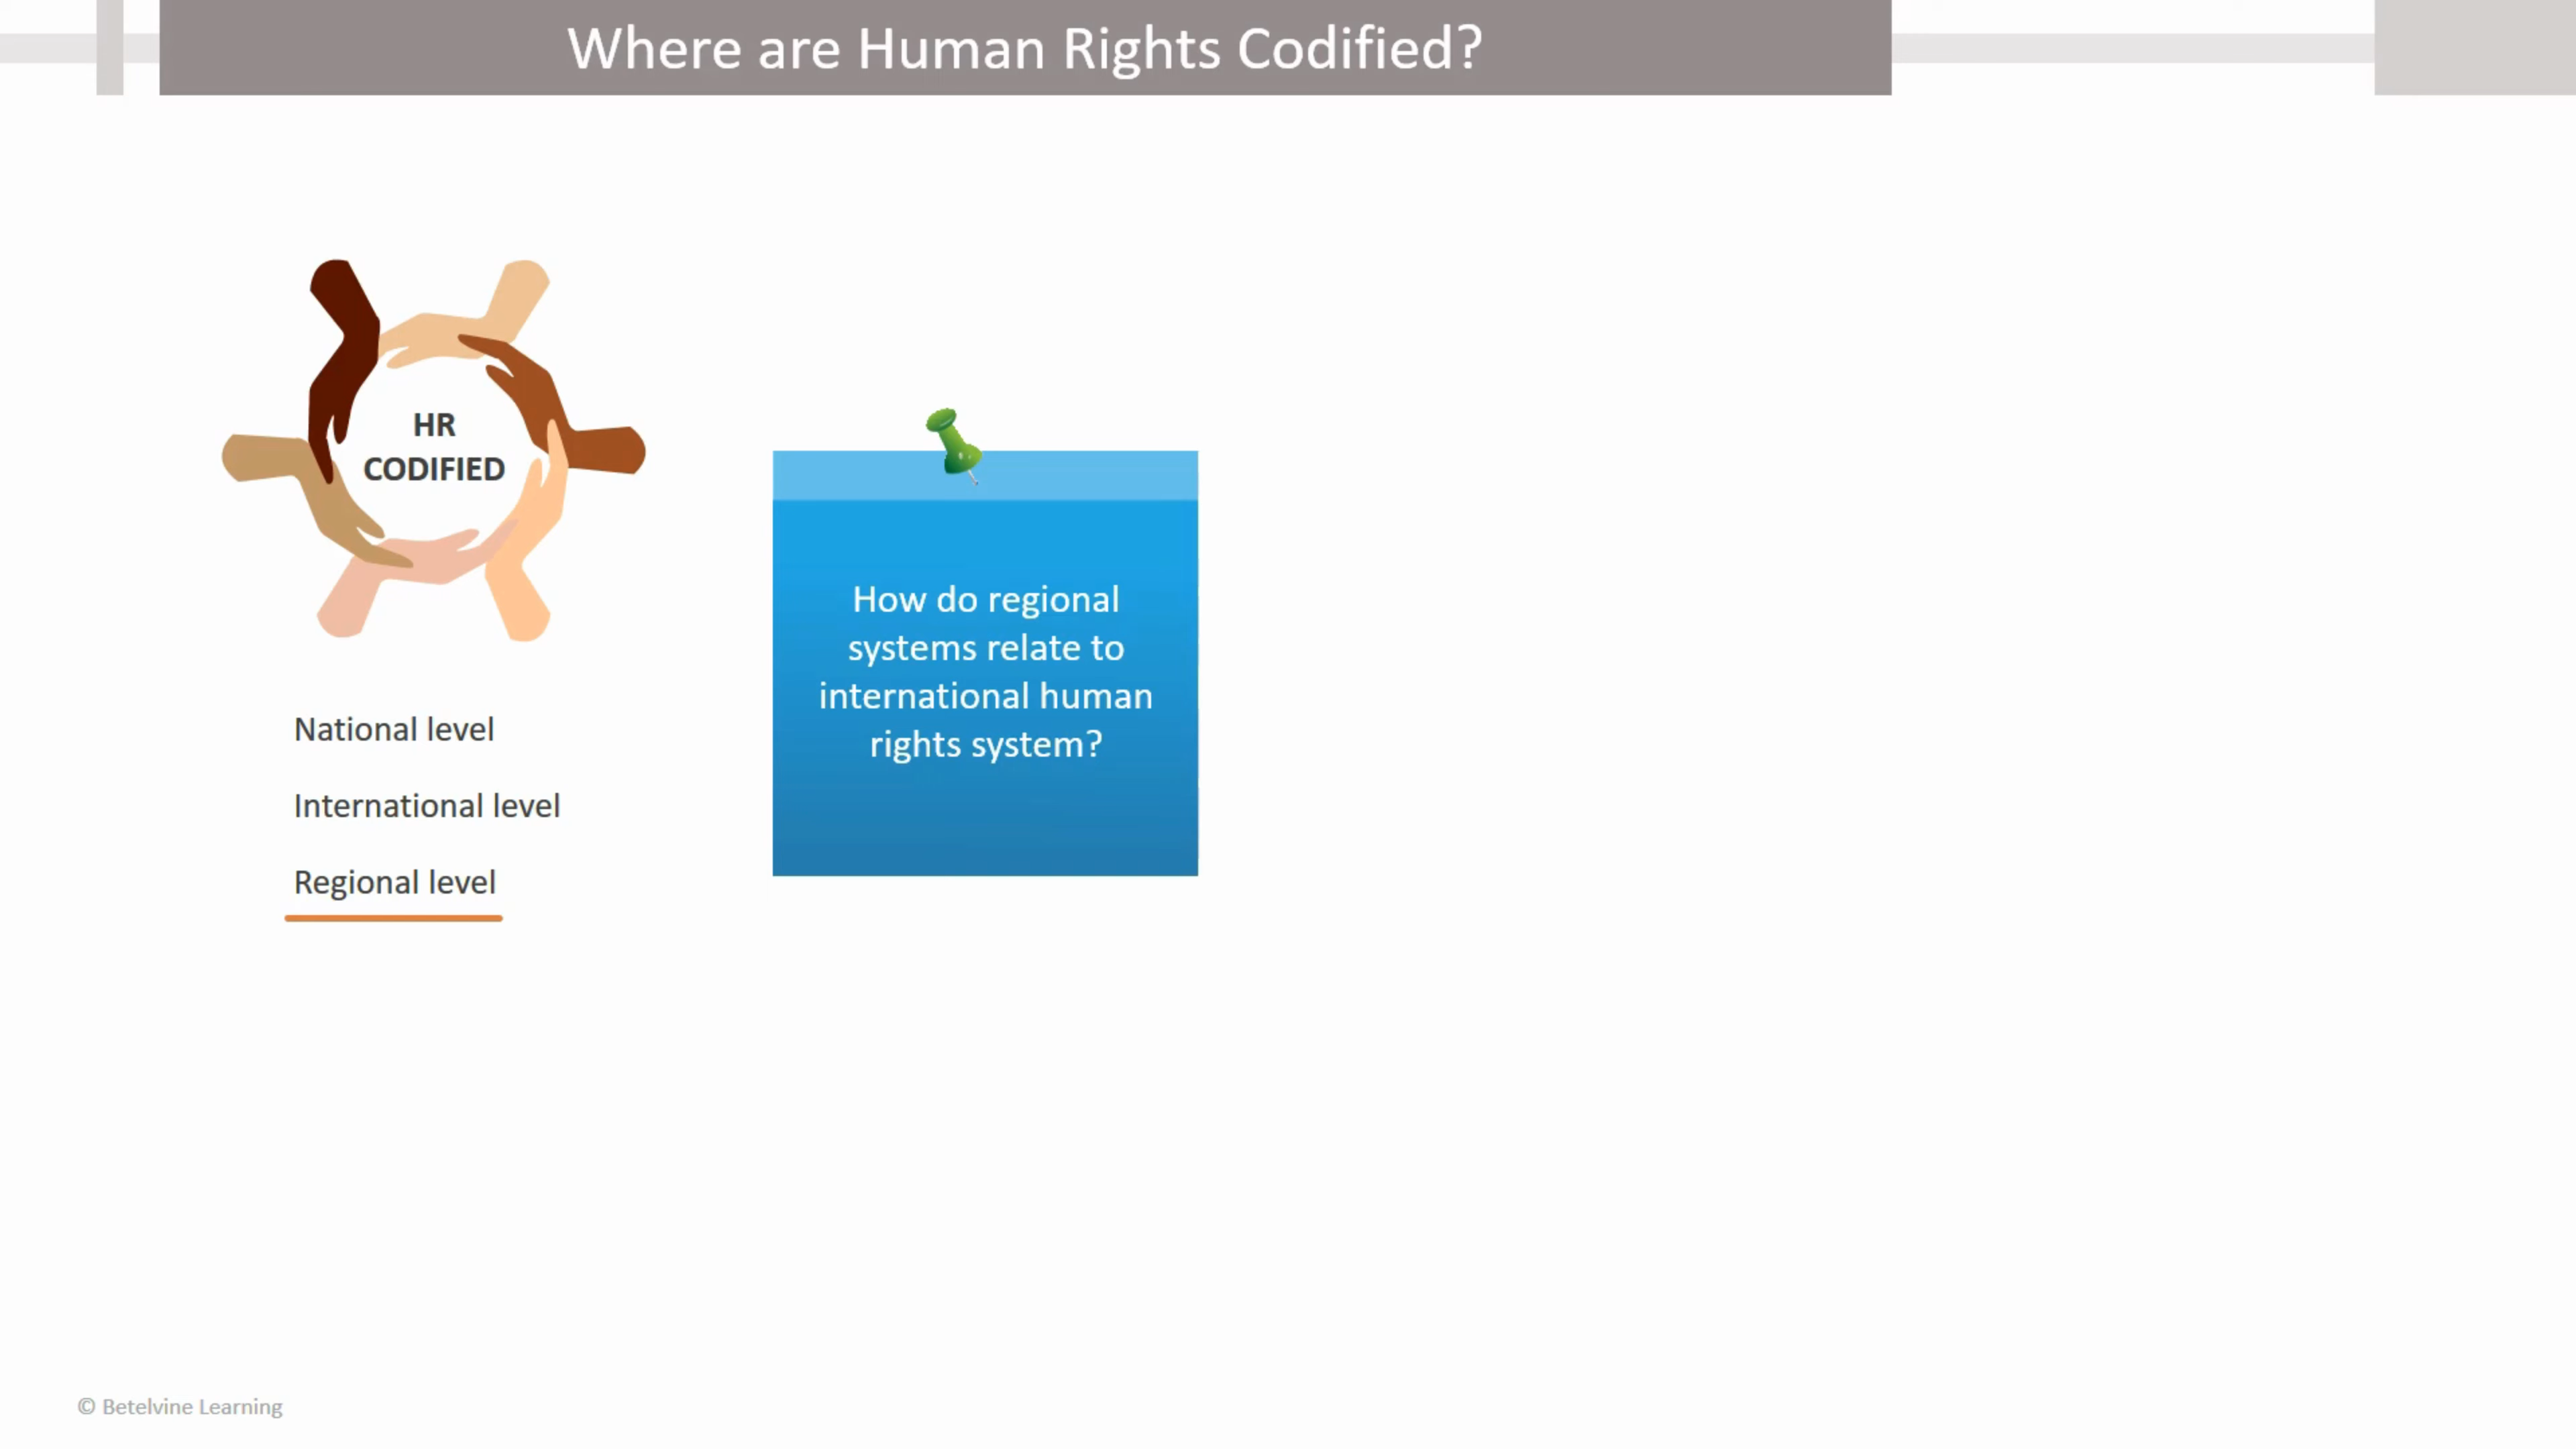 Where are Human Rights Codified?
HR
CODIFIED
National level
International level
Regional level
How do regional
systems relate to
international human
rights system?
© Betelvine Learning